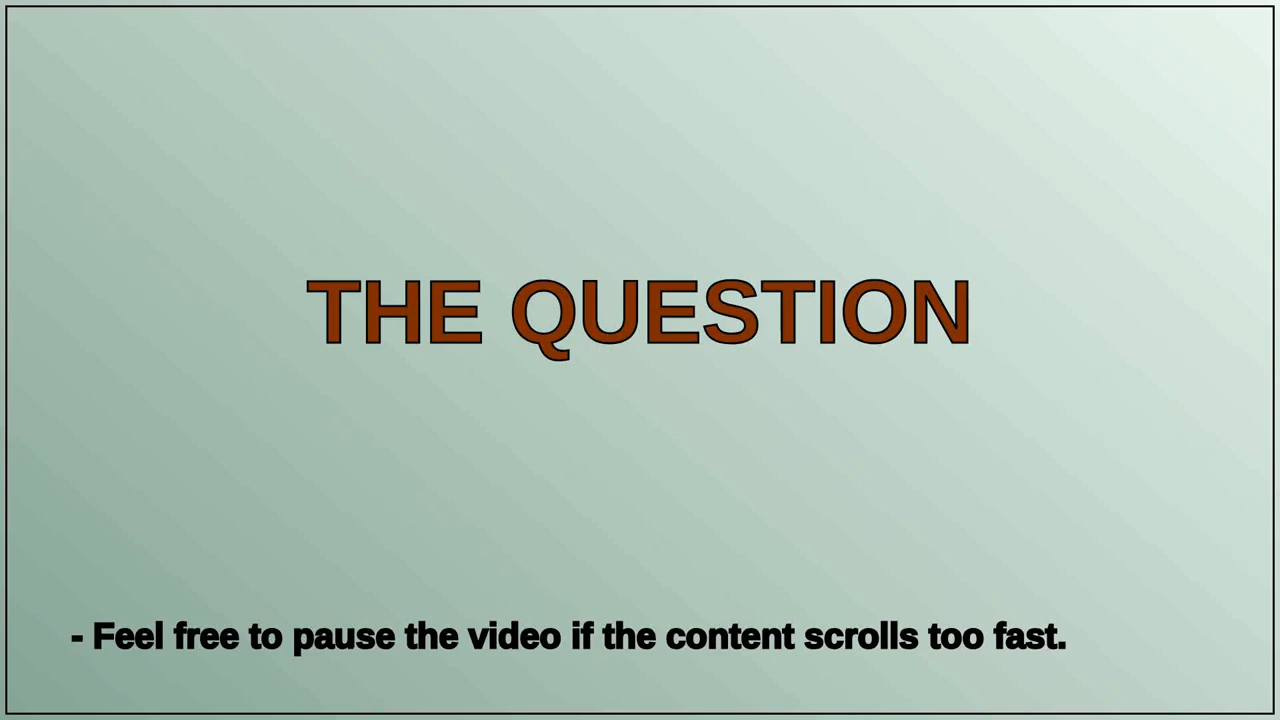 THE QUESTION
- Feel free to pause the video if the content scrolls too fast.